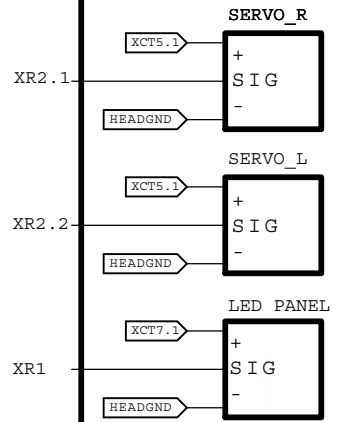 SERVO_R
XCT5.1
+
XR2.1
SIG
HEADGND
-
SERVO_L
XCT5.1
+
XR2.2
SIG
HEADGND
-
LED PANEL
XCT7.1
+
XR1
SIG
HEADGND
-